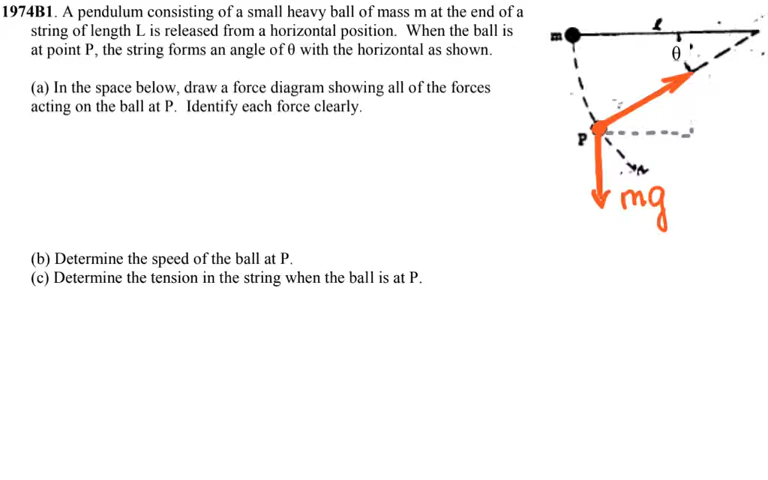 1974B1. A pendulum consisting of a small heavy ball of mass m at the end of a
string of length L is released from a horizontal position. When the ball is
at point P, the string forms an angle of θ with the horizontal as shown.
(a) In the space below, draw a force diagram showing all of the forces
acting on the ball at P. Identify each force clearly.
m
ℓ
θ
P
mg
(b) Determine the speed of the ball at P.
(c) Determine the tension in the string when the ball is at P.